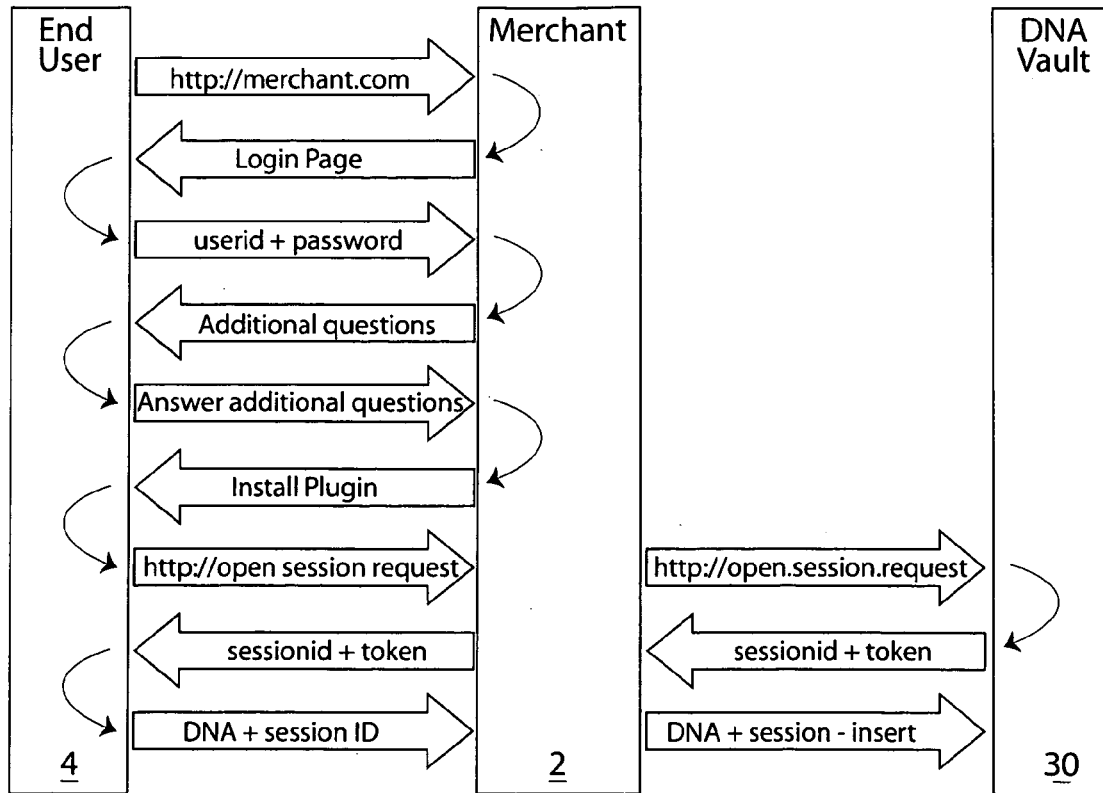 End
User
Merchant
DNA
Vault
http://merchant.com
Login Page
userid + password
Additional questions
Answer additional questions
Install Plugin
http://open session request
http://open.session.request
sessionid + token
sessionid + token
DNA + session ID
DNA + session - insert
4
2
30